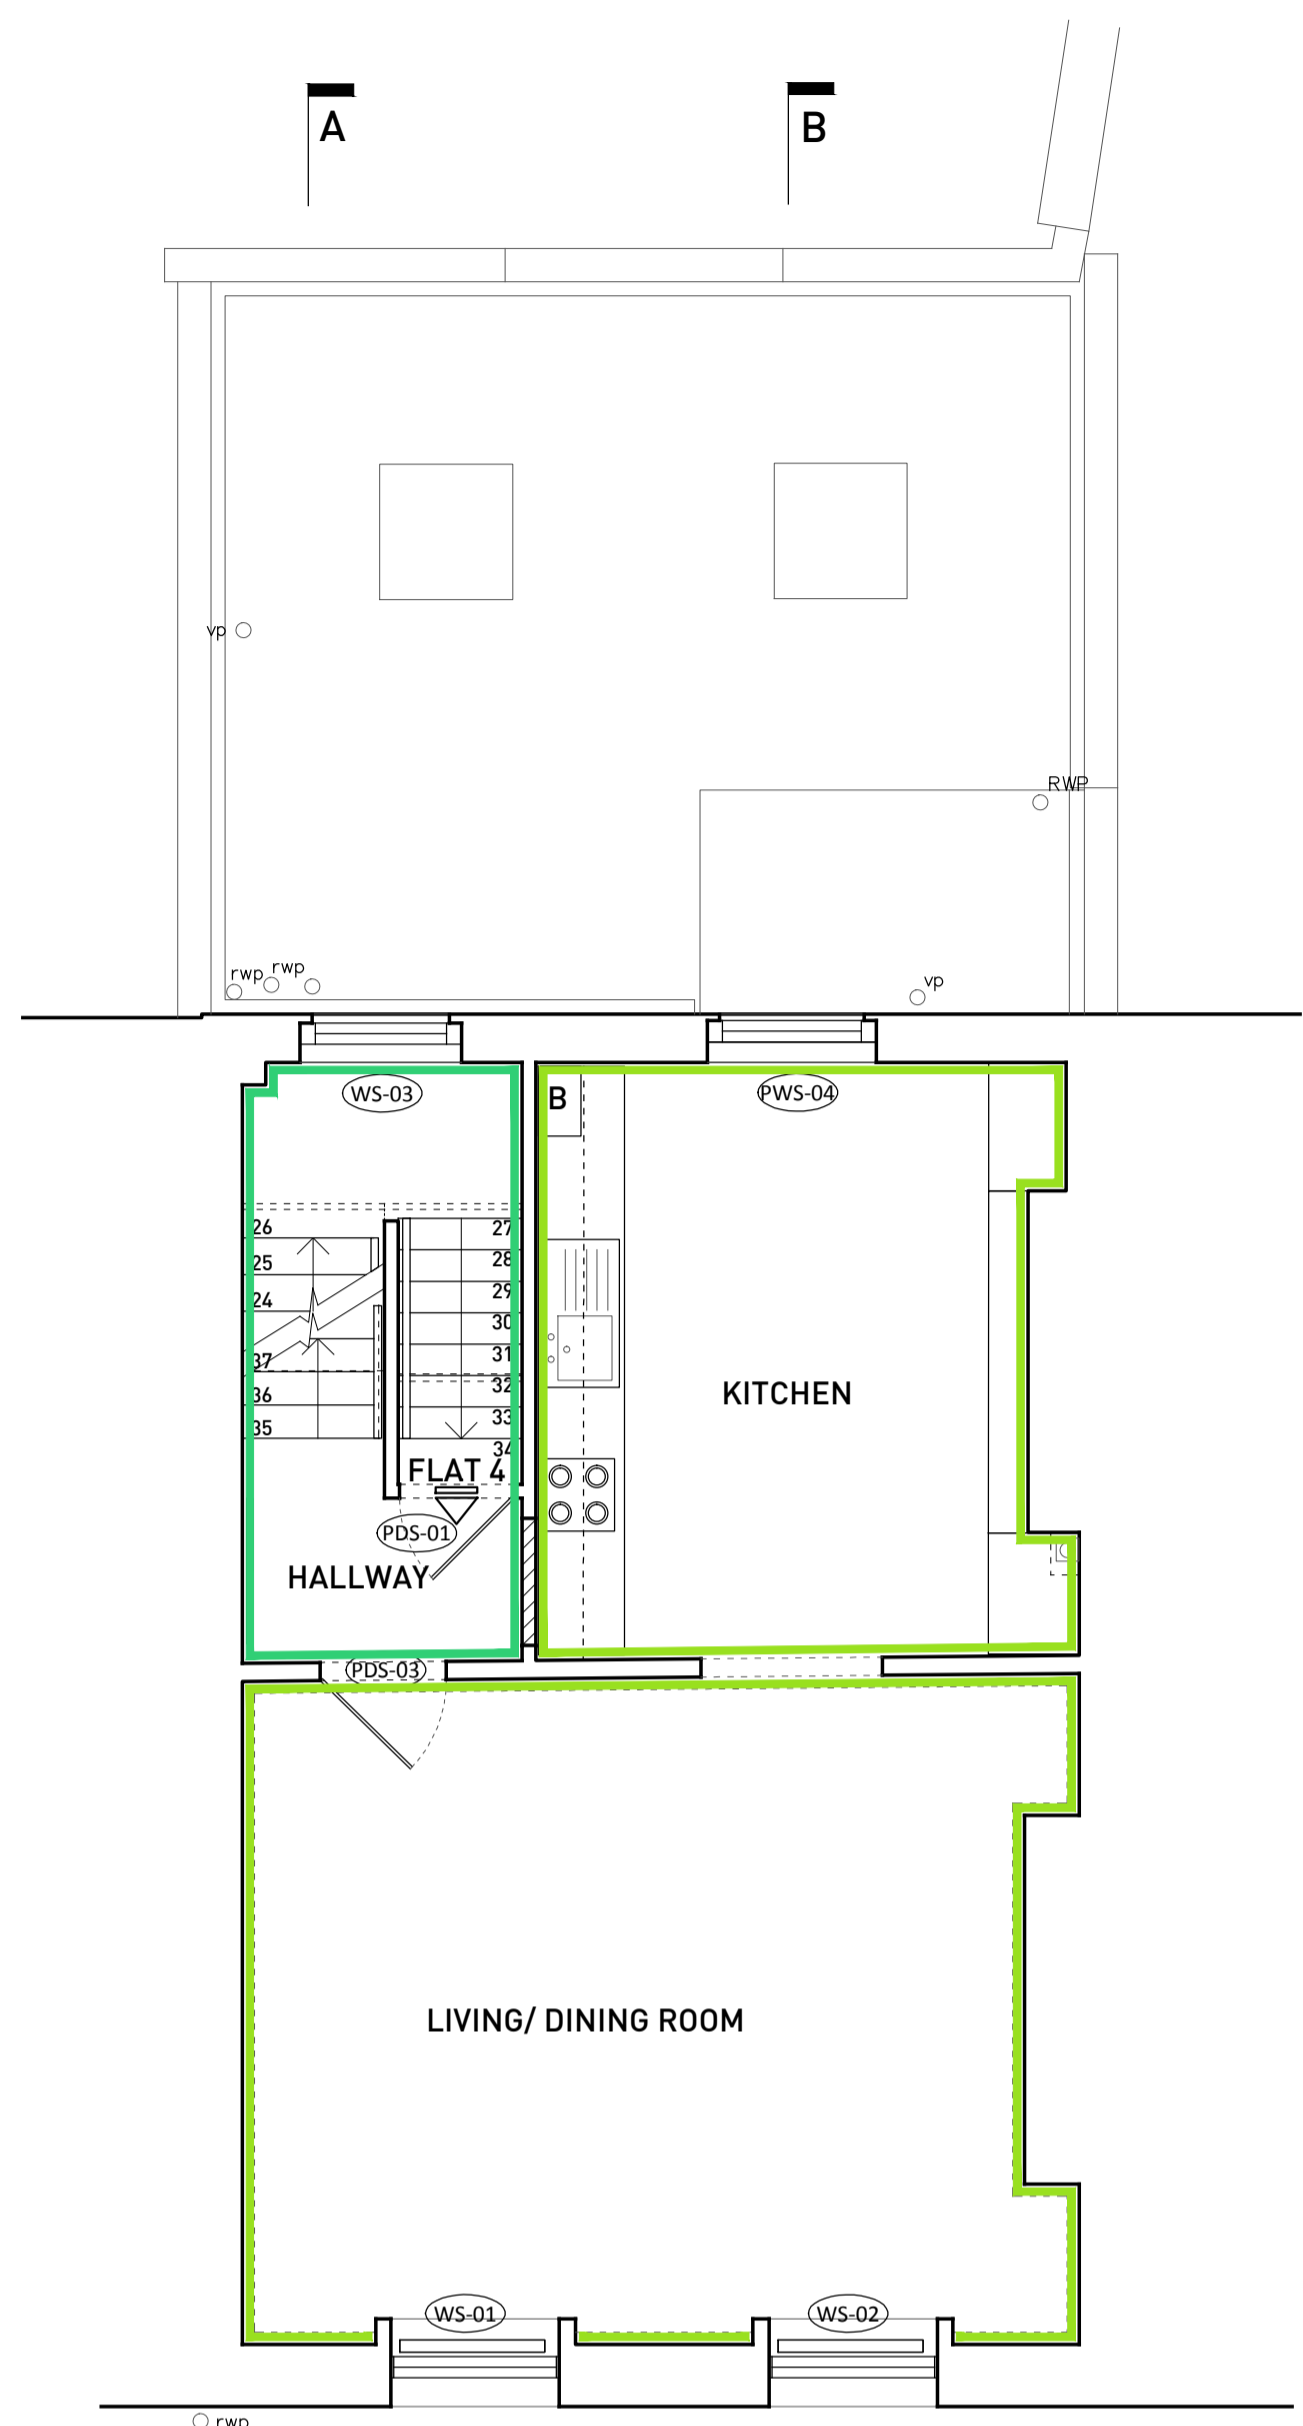 A
B
vp
RWP
rwp
rwp
vp
WS-03
B
PWS-04
26
27
25
28
24
29
30
37
31
36
32
35
33
34
KITCHEN
FLAT 4
PDS-01
HALLWAY
PDS-03
LIVING/ DINING ROOM
WS-01
WS-02
rwp